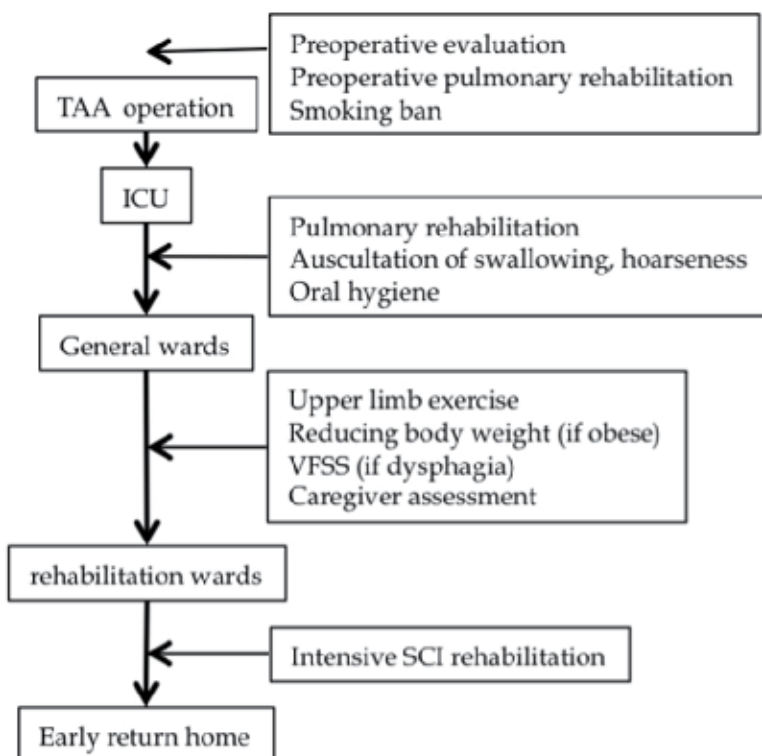 Preoperative evaluation
Preoperative pulmonary rehabilitation
Smoking ban
TAA operation
ICU
Pulmonary rehabilitation
Auscultation of swallowing, hoarseness
Oral hygiene
General wards
Upper limb exercise
Reducing body weight (if obese)
VFSS (if dysphagia)
Caregiver assessment
rehabilitation wards
Intensive SCI rehabilitation
Early return home